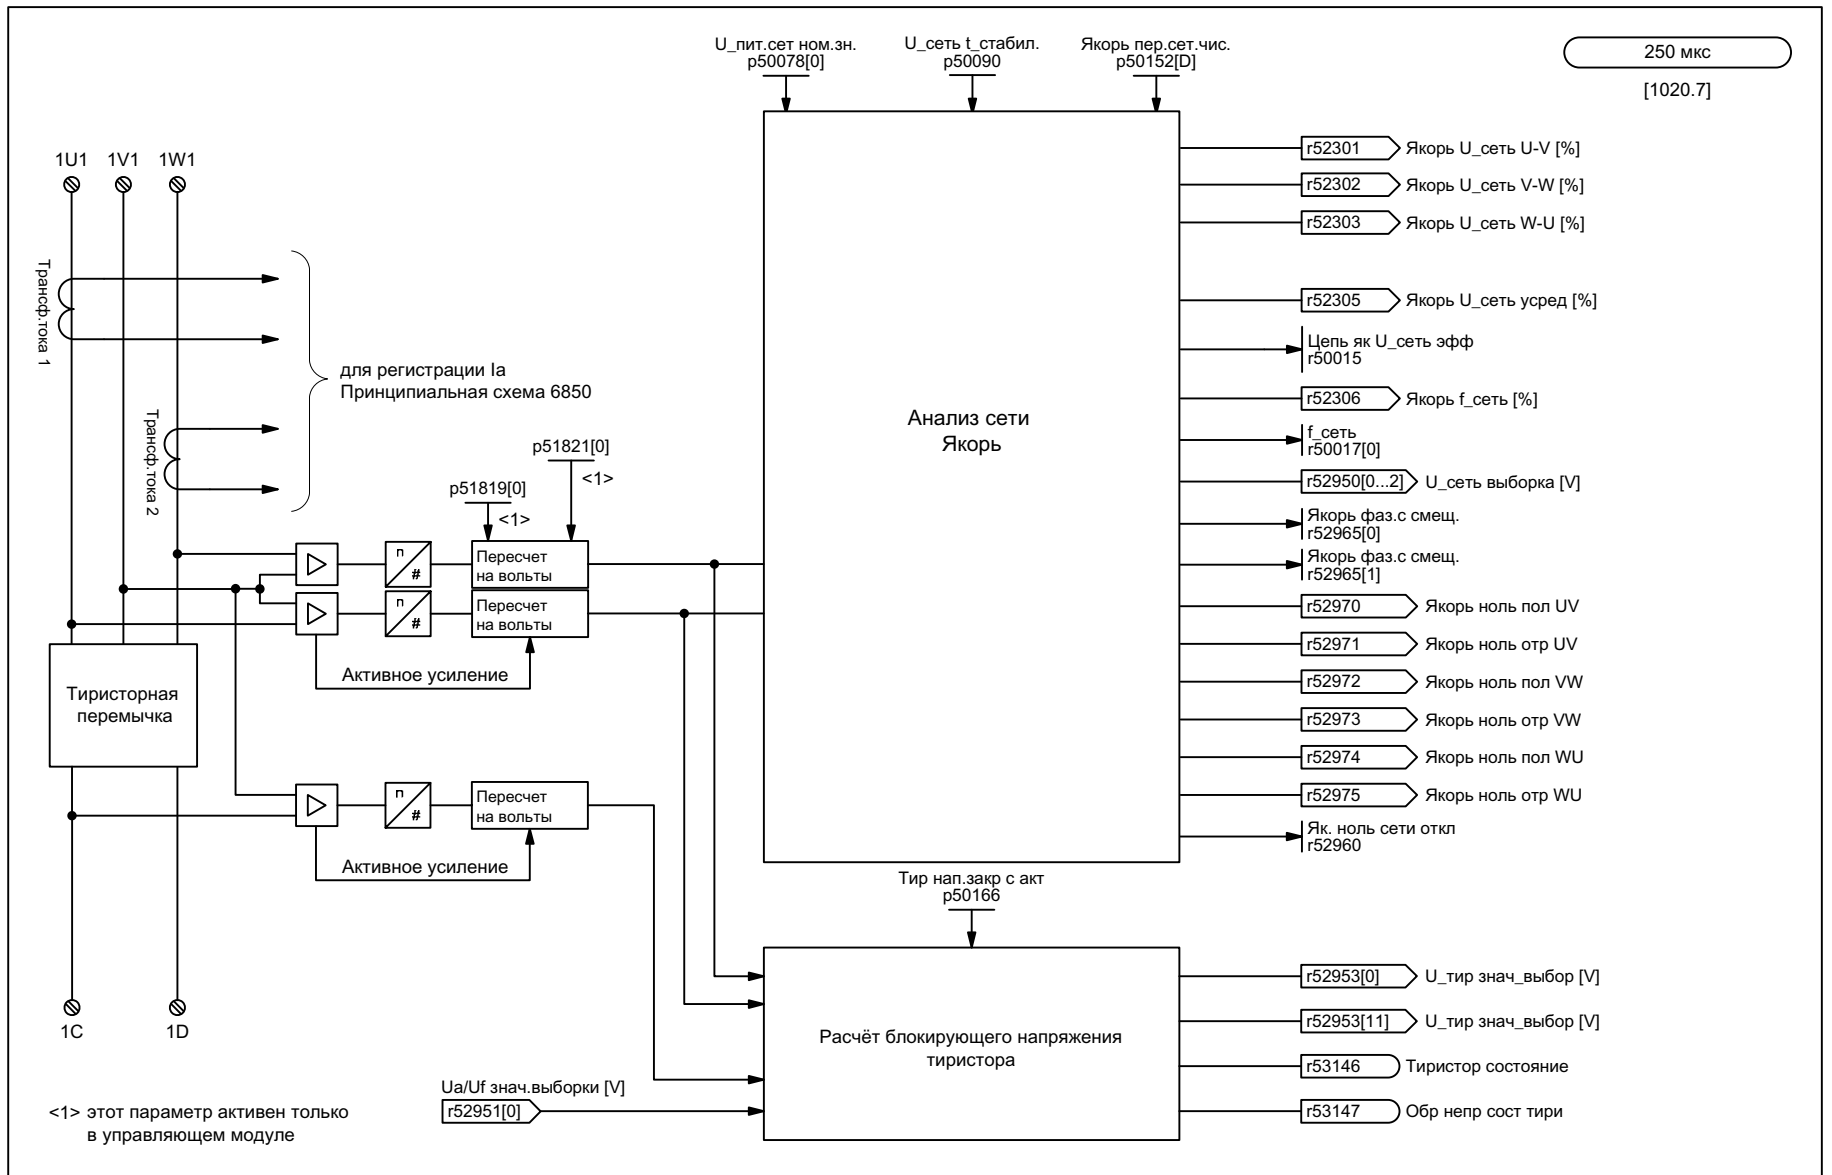 U_пит.сет ном.зн.
p50078[0]
U_сеть t_стабил.
p50090
Якорь пер.сет.чис.
p50152[D]
250 мкс
[1020.7]
1U1
1V1
1W1
Трансф.тока 1
Трансф.тока 2
для регистрации Ia
Принципиальная схема 6850
p51821[0]
<1>
p51819[0]
<1>
п
#
Пересчет
на вольты
п
#
Пересчет
на вольты
Активное усиление
Тиристорная
перемычка
п
#
Пересчет
на вольты
Активное усиление
1C
1D
Анализ сети
Якорь
r52301 Якорь U_сеть U-V [%]
r52302 Якорь U_сеть V-W [%]
r52303 Якорь U_сеть W-U [%]
r52305 Якорь U_сеть усред [%]
Цепь як U_сеть эфф
r50015
r52306 Якорь f_сеть [%]
f_сеть
r50017[0]
r52950[0...2] U_сеть выборка [V]
Якорь фаз.с смещ.
r52965[0]
Якорь фаз.с смещ.
r52965[1]
r52970 Якорь ноль пол UV
r52971 Якорь ноль отр UV
r52972 Якорь ноль пол VW
r52973 Якорь ноль отр VW
r52974 Якорь ноль пол WU
r52975 Якорь ноль отр WU
Як. ноль сети откл
r52960
Тир нап.закр с акт
p50166
Расчёт блокирующего напряжения
тиристора
r52953[0] U_тир знач_выбор [V]
r52953[11] U_тир знач_выбор [V]
r53146 Тиристор состояние
r53147 Обр непр сост тири
Ua/Uf знач.выборки [V]
r52951[0]
<1> этот параметр активен только
в управляющем модуле